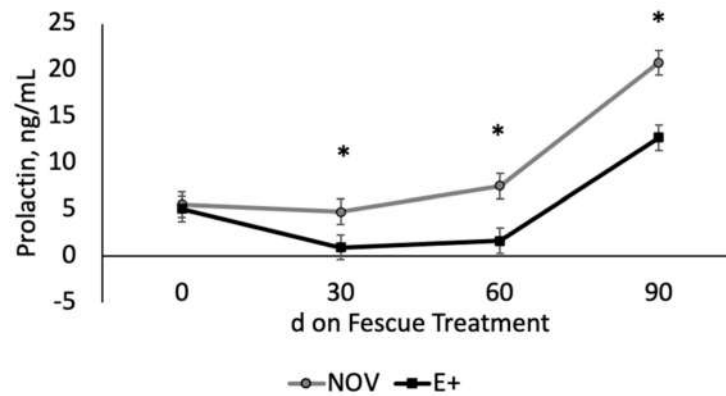 25
*
20
15
*
*
10
5
0
-5
Prolactin, ng/mL
0 30 60 90
d on Fescue Treatment
NOV E+